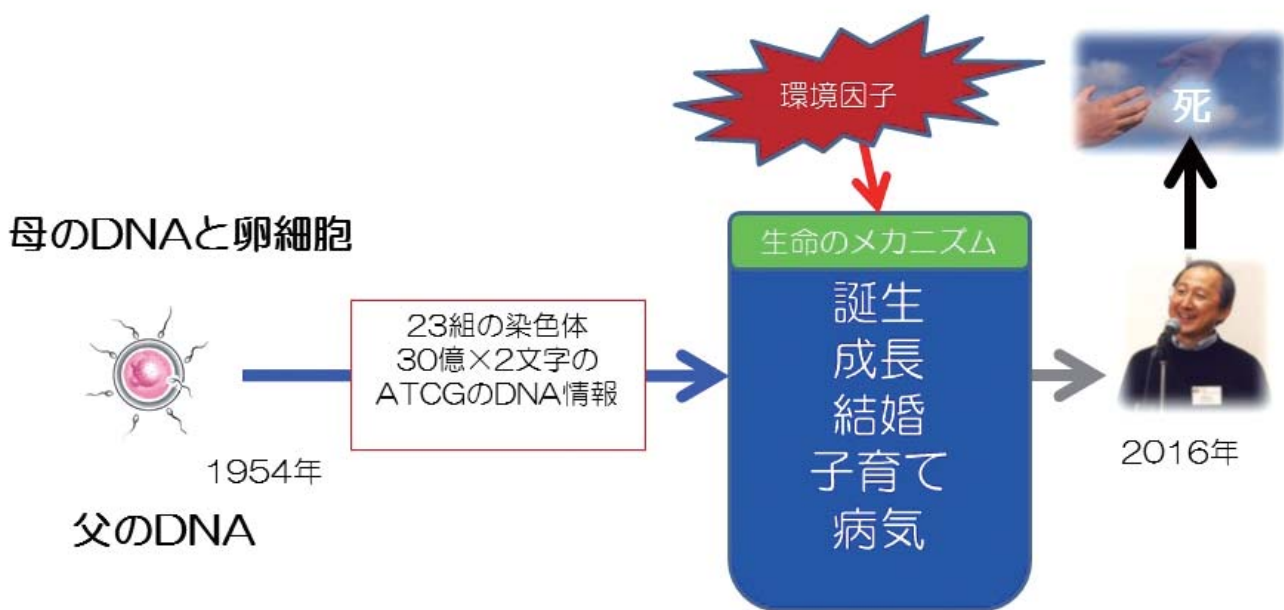 環境因子
死
母のDNAと卵細胞
生命のメカニズム
23組の染色体
30億×2文字の
ATCGのDNA情報
誕生
成長
結婚
子育て
病気
1954年
2016年
父のDNA